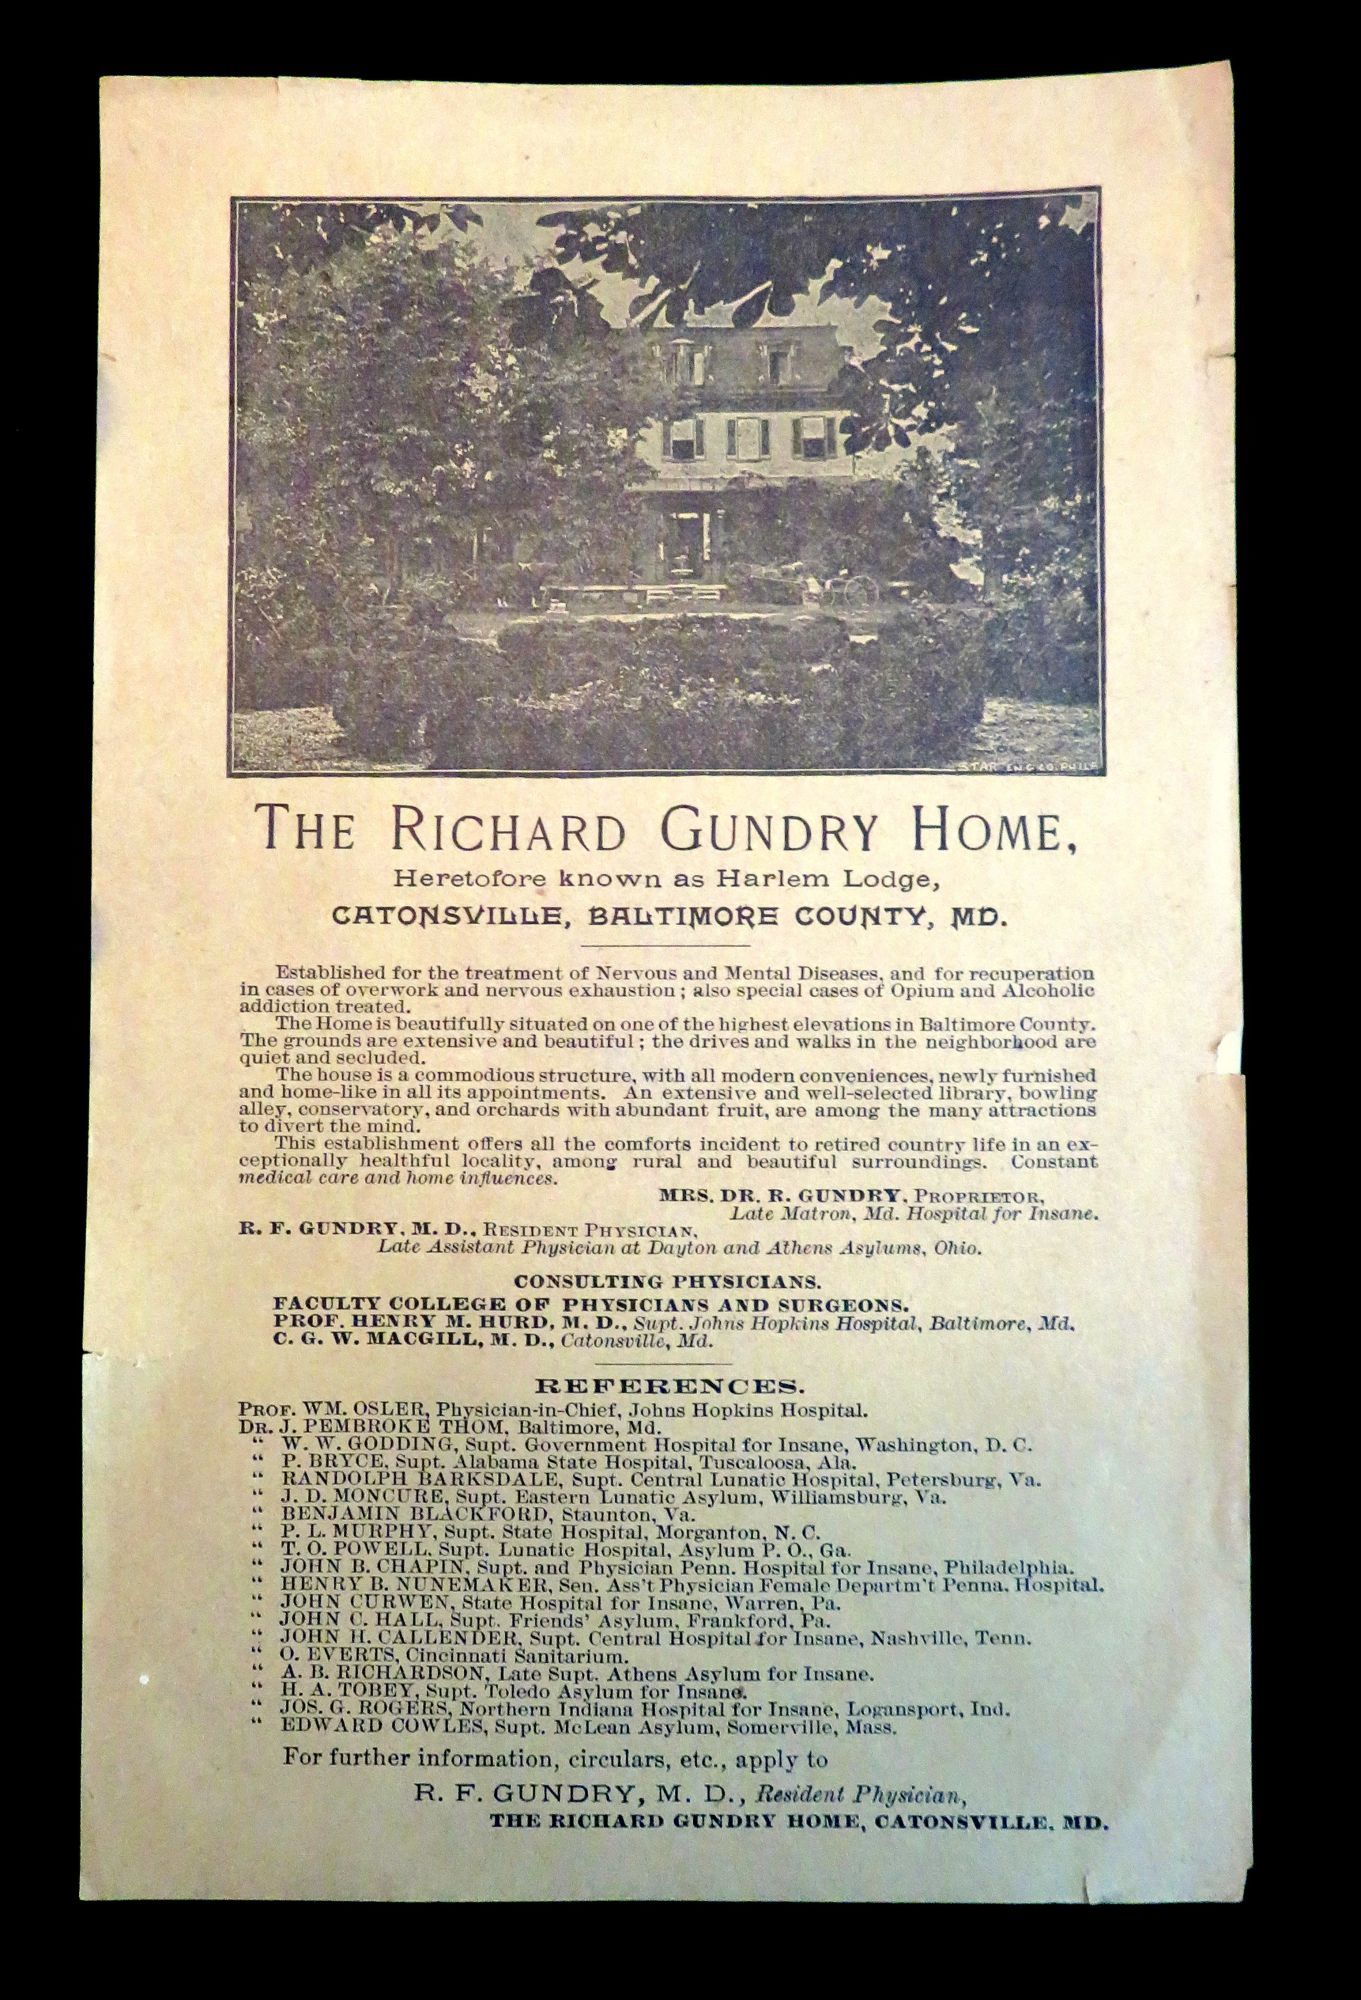 STAR ENG. CO. PHILA
THE RICHARD GUNDRY HOME,
Heretofore known as Harlem Lodge,
CATONSVILLE, BALTIMORE COUNTY, MD.
Established for the treatment of Nervous and Mental Diseases, and for recuperation
in cases of overwork and nervous exhaustion; also special cases of Opium and Alcoholic
addiction treated.
The Home is beautifully situated on one of the highest elevations in Baltimore County.
The grounds are extensive and beautiful; the drives and walks in the neighborhood are
quiet and secluded.
The house is a commodious structure, with all modern conveniences, newly furnished
and home-like in all its appointments. An extensive and well-selected library, bowling
alley, conservatory, and orchards with abundant fruit, are among the many attractions
to divert the mind.
This establishment offers all the comforts incident to retired country life in an ex-
ceptionally healthful locality, among rural and beautiful surroundings. Constant
medical care and home influences.
MRS. DR. R. GUNDRY, PROPRIETOR,
Late Matron, Md. Hospital for Insane.
R. F. GUNDRY, M. D., RESIDENT PHYSICIAN,
Late Assistant Physician at Dayton and Athens Asylums, Ohio.
CONSULTING PHYSICIANS.
FACULTY COLLEGE OF PHYSICIANS AND SURGEONS.
PROF. HENRY M. HURD, M. D., Supt. Johns Hopkins Hospital, Baltimore, Md.
C. G. W. MACGILL, M. D., Catonsville, Md.
REFERENCES.
PROF. WM. OSLER, Physician-in-Chief, Johns Hopkins Hospital.
DR. J. PEMBROKE THOM, Baltimore, Md.
“ W. W. GODDING, Supt. Government Hospital for Insane, Washington, D. C.
“ P. BRYCE, Supt. Alabama State Hospital, Tuscaloosa, Ala.
“ RANDOLPH BARKSDALE, Supt. Central Lunatic Hospital, Petersburg, Va.
“ J. D. MONCURE, Supt. Eastern Lunatic Asylum, Williamsburg, Va.
“ BENJAMIN BLACKFORD, Staunton, Va.
“ P. L. MURPHY, Supt. State Hospital, Morganton, N. C.
“ T. O. POWELL, Supt. Lunatic Hospital, Asylum P. O., Ga.
“ JOHN B. CHAPIN, Supt. and Physician Penn. Hospital for Insane, Philadelphia.
“ HENRY B. NUNEMAKER, Sen. Ass't Physician Female Departm't Penna. Hospital.
“ JOHN CURWEN, State Hospital for Insane, Warren, Pa.
“ JOHN C. HALL, Supt. Friends' Asylum, Frankford, Pa.
“ JOHN H. CALLENDER, Supt. Central Hospital for Insane, Nashville, Tenn.
“ O. EVERTS, Cincinnati Sanitarium.
“ A. B. RICHARDSON, Late Supt. Athens Asylum for Insane.
“ H. A. TOBEY, Supt. Toledo Asylum for Insane.
“ JOS. G. ROGERS, Northern Indiana Hospital for Insane, Logansport, Ind.
“ EDWARD COWLES, Supt. McLean Asylum, Somerville, Mass.
For further information, circulars, etc., apply to
R. F. GUNDRY, M. D., Resident Physician,
THE RICHARD GUNDRY HOME, CATONSVILLE, MD.